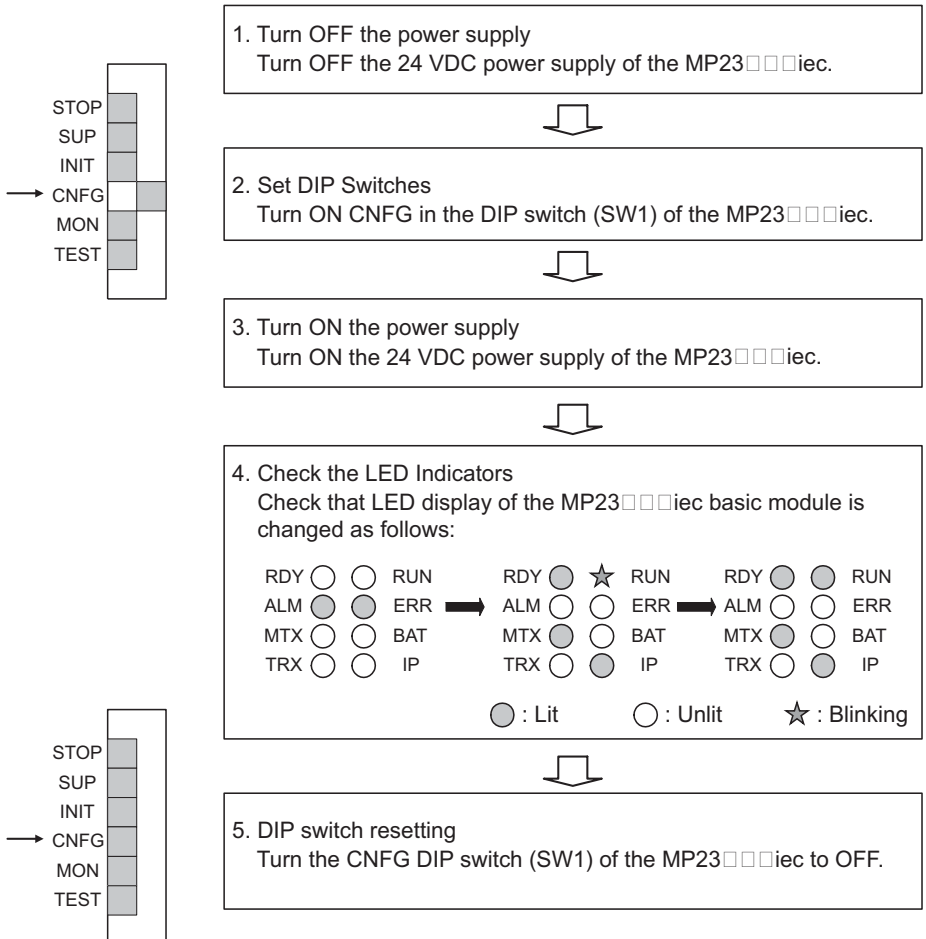 1. Turn OFF the power supply
Turn OFF the 24 VDC power supply of the MP23□□□iec.
STOP
SUP
INIT
CNFG
MON
TEST
2. Set DIP Switches
Turn ON CNFG in the DIP switch (SW1) of the MP23□□□iec.
3. Turn ON the power supply
Turn ON the 24 VDC power supply of the MP23□□□iec.
4. Check the LED Indicators
Check that LED display of the MP23□□□iec basic module is
changed as follows:
RDY RUN RDY RUN RDY RUN
ALM ERR ALM ERR ALM ERR
MTX BAT MTX BAT MTX BAT
TRX IP TRX IP TRX IP
: Lit : Unlit : Blinking
STOP
SUP
INIT
CNFG
MON
TEST
5. DIP switch resetting
Turn the CNFG DIP switch (SW1) of the MP23□□□iec to OFF.